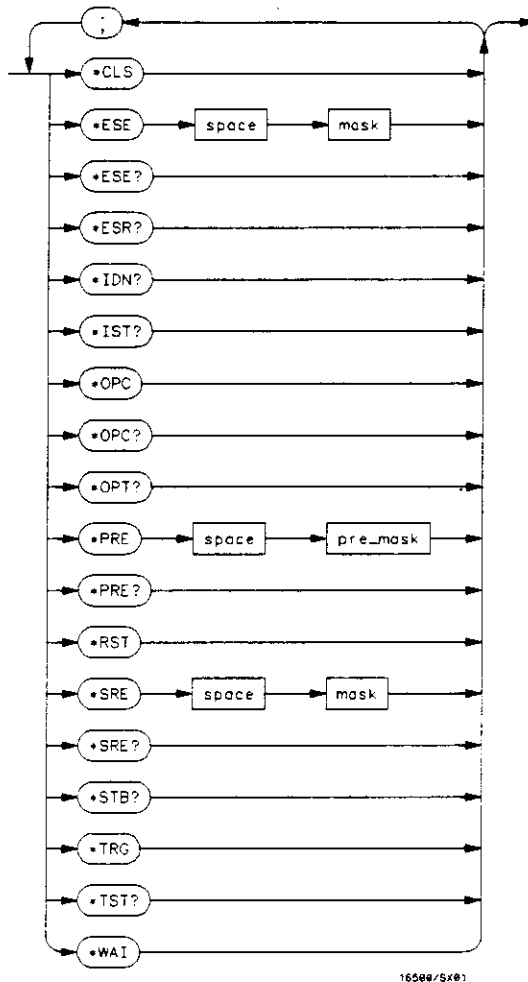 ;
*CLS
*ESE space mask
*ESE?
*ESR?
*IDN?
*IST?
*OPC
*OPC?
*OPT?
*PRE space pre_mask
*PRE?
*RST
*SRE space mask
*SRE?
*STB?
*TRG
*TST?
*WAI
16500/SX01